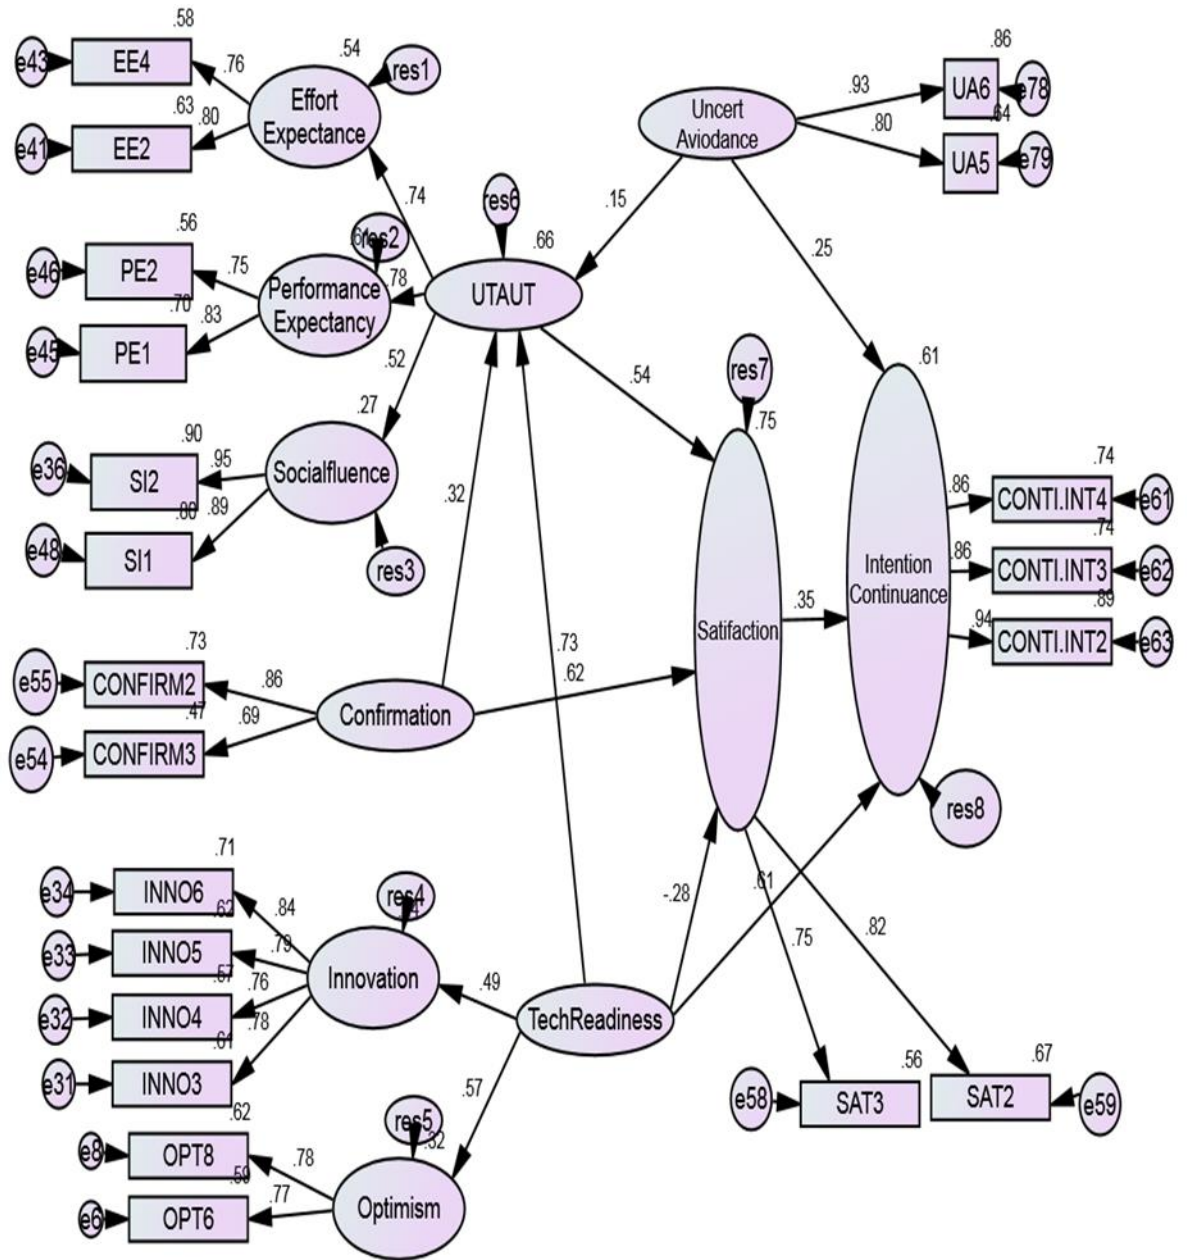 .58
e43
EE4
.76
.54
res1
Effort
Expectance
.63
.80
e41
EE2
.74
Uncert
Aviodance
.93
.86
UA6
e78
.80
.64
UA5
e79
.15
.25
res6
.66
UTAUT
.56
e46
PE2
.75
res2
.78
Performance
Expectancy
.70
.83
e45
PE1
.52
.27
.90
e36
SI2
.95
Socialfluence
.80
.89
e48
SI1
res3
.32
.54
res7
.75
.61
Satifaction
.35
Intention
Continuance
.74
.86
CONTI.INT4
e61
.74
.86
CONTI.INT3
e62
.89
.94
CONTI.INT2
e63
res8
.73
e55
CONFIRM2
.86
.47
.69
e54
CONFIRM3
Confirmation
.73
.62
.71
e34
INNO6
.84
res4
.62
e33
INNO5
.79
.57
e32
INNO4
.76
Innovation
.61
.78
e31
INNO3
.49
TechReadiness
-.28
.61
.75
.82
.57
.62
e8
OPT8
.78
res5
.32
.59
e6
OPT6
.77
Optimism
e58
SAT3
.56
SAT2
.67
e59